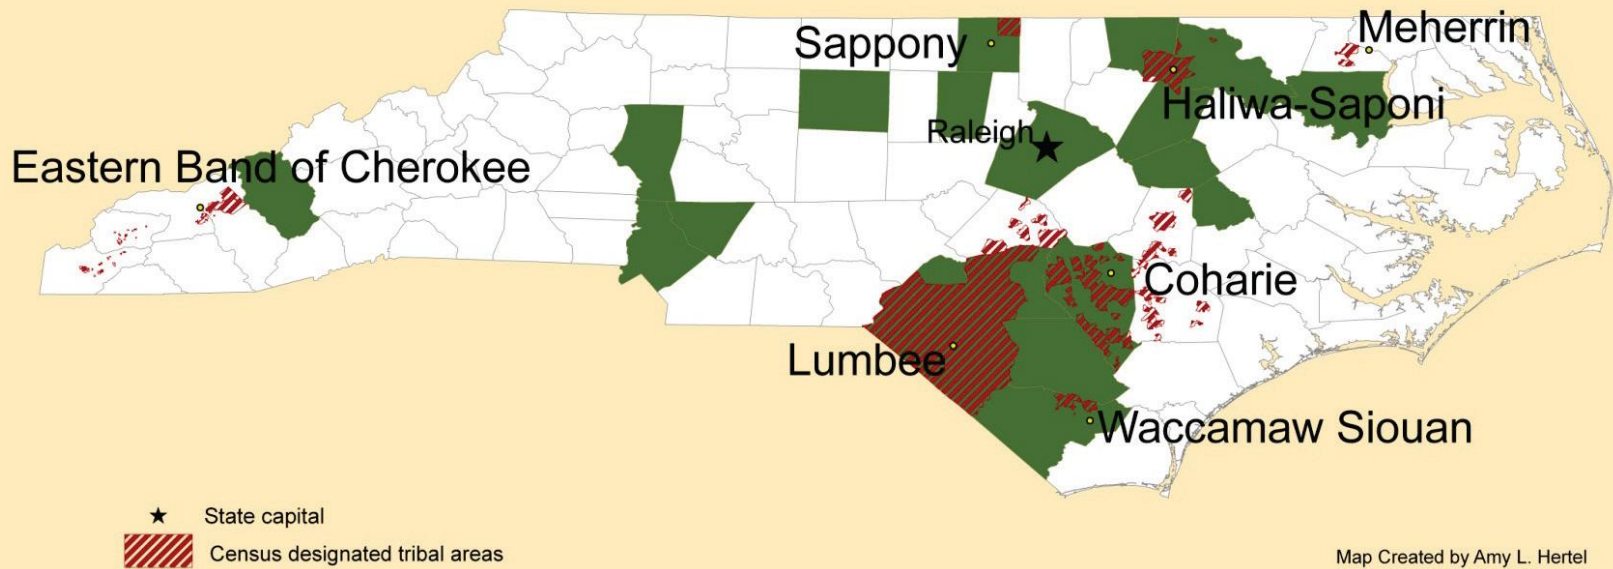 Meherrin
Sappony
Haliwa-Saponi
Raleigh
Eastern Band of Cherokee
Coharie
Lumbee
Waccamaw Siouan
State capital
Census designated tribal areas
Map Created by Amy L. Hertel